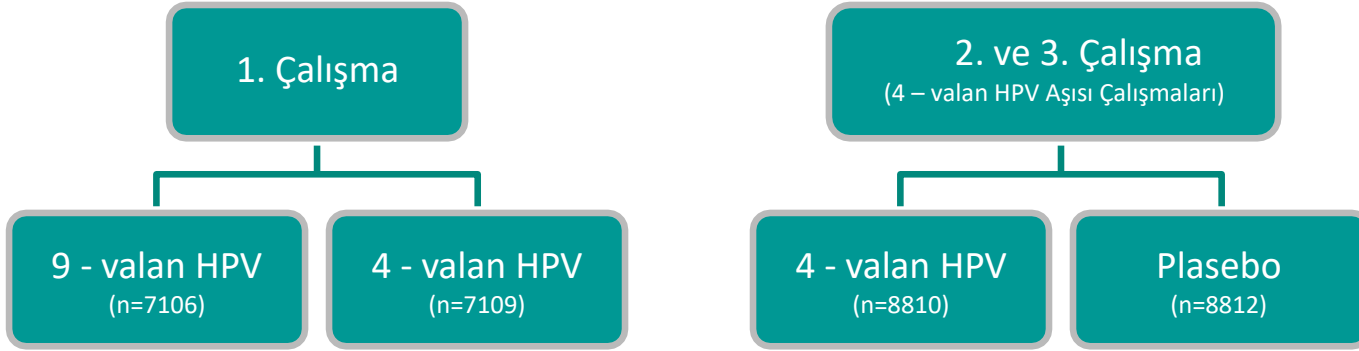 1. Çalışma
2. ve 3. Çalışma
(4 – valan HPV Aşısı Çalışmaları)
9 - valan HPV
(n=7106)
4 - valan HPV
(n=7109)
4 - valan HPV
(n=8810)
Plasebo
(n=8812)